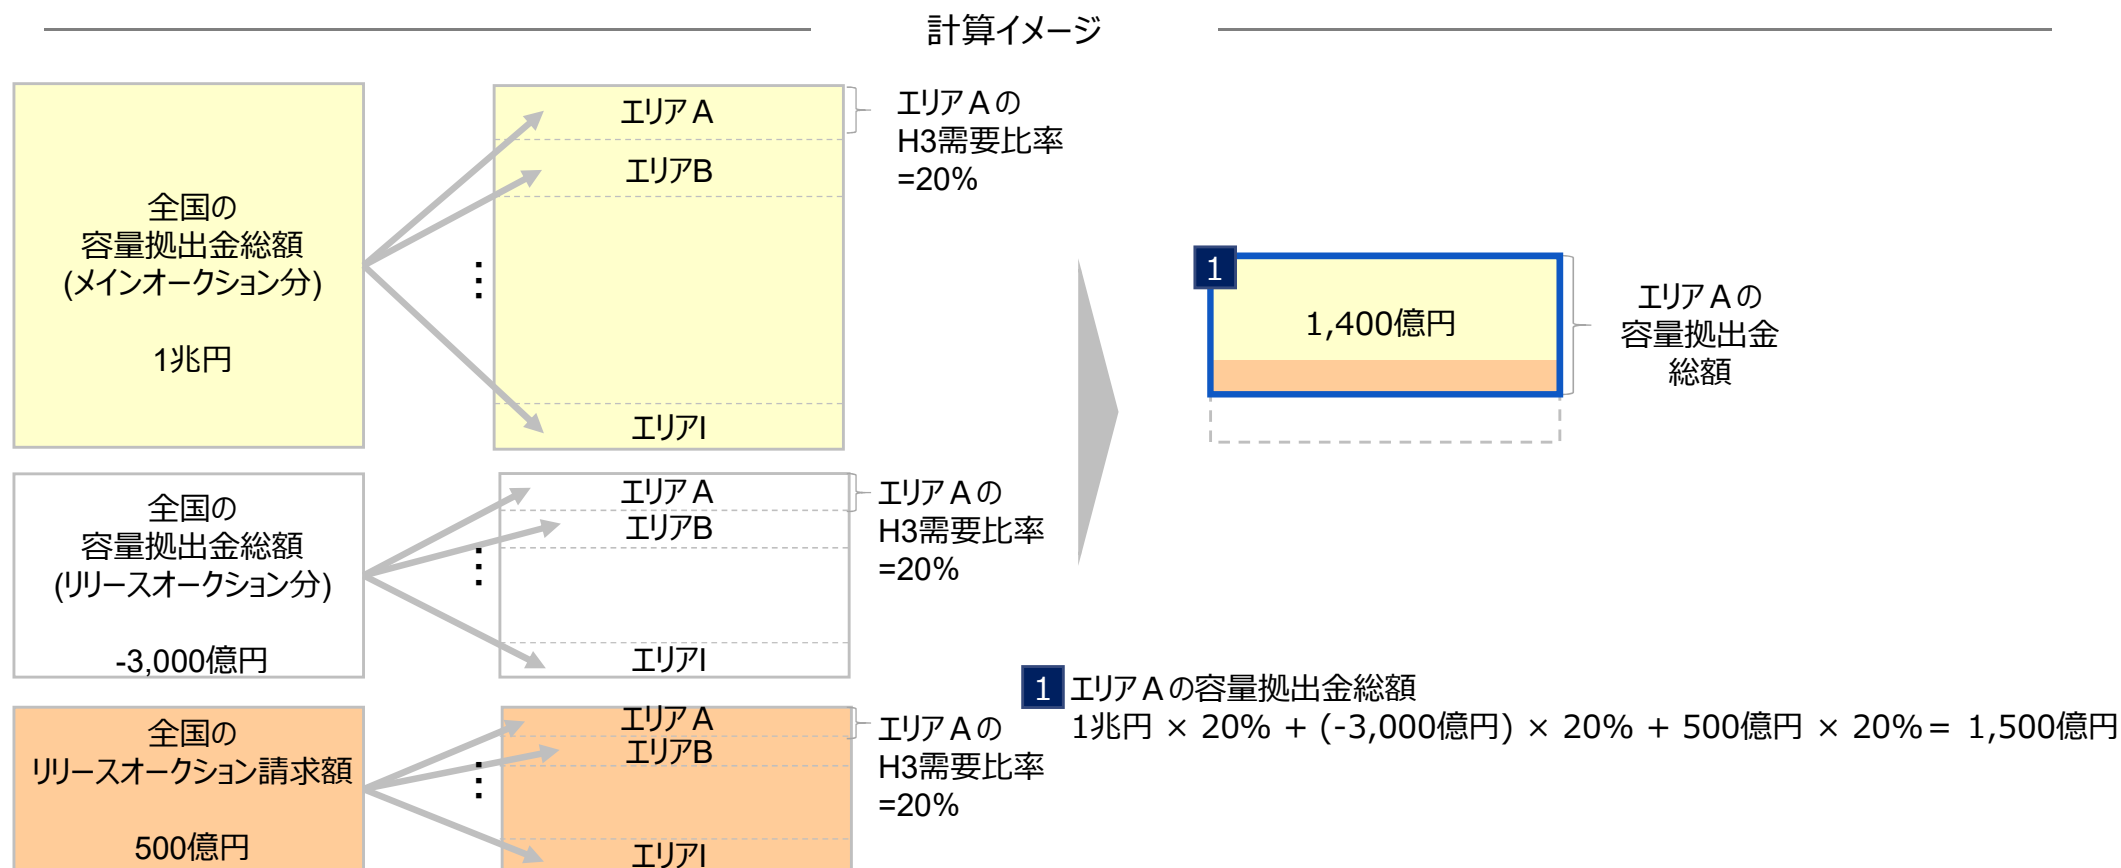 計算イメージ
全国の
容量拠出金総額
(メインオークション分)
1兆円
エリアA
エリアB
⋮
エリアI
エリアAの
H3需要比率
=20%
全国の
容量拠出金総額
(リリースオークション分)
-3,000億円
エリアA
エリアB
⋮
エリアI
エリアAの
H3需要比率
=20%
全国の
リリースオークション請求額
500億円
エリアA
エリアB
⋮
エリアI
エリアAの
H3需要比率
=20%
1
1,400億円
エリアAの
容量拠出金
総額
1 エリアAの容量拠出金総額
1兆円 × 20% + (-3,000億円) × 20% + 500億円 × 20%= 1,500億円